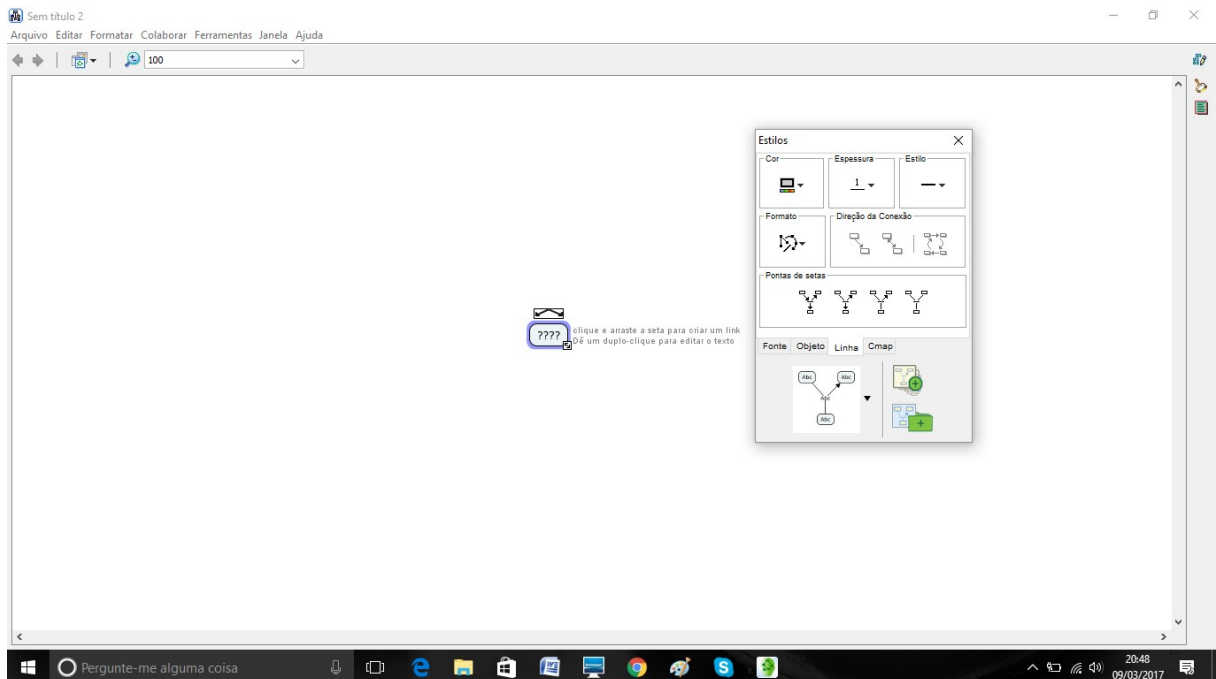 Sem título 2
Arquivo Editar Formatar Colaborar Ferramentas Janela Ajuda
100
Estilos
Cor Espessura Estilo
1
Formato Direção da Conexão
Pontas de setas
???? clique e arraste a seta para criar um link
Dê um duplo-clique para editar o texto
Fonte Objeto Linha Cmap
Abc Abc
Abc
Abc
Pergunte-me alguma coisa
20:48
09/03/2017